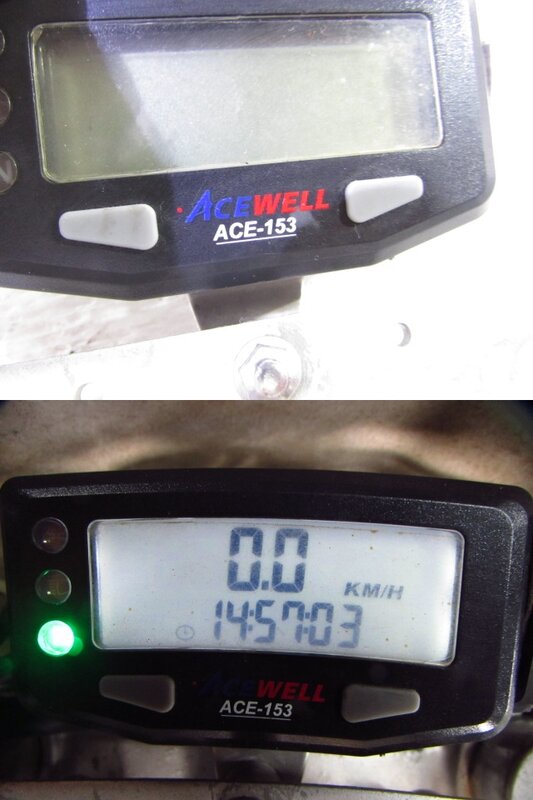 N
ACEWELL
ACE-153
0.0
KM/H
14:57:03
ACEWELL
ACE-153